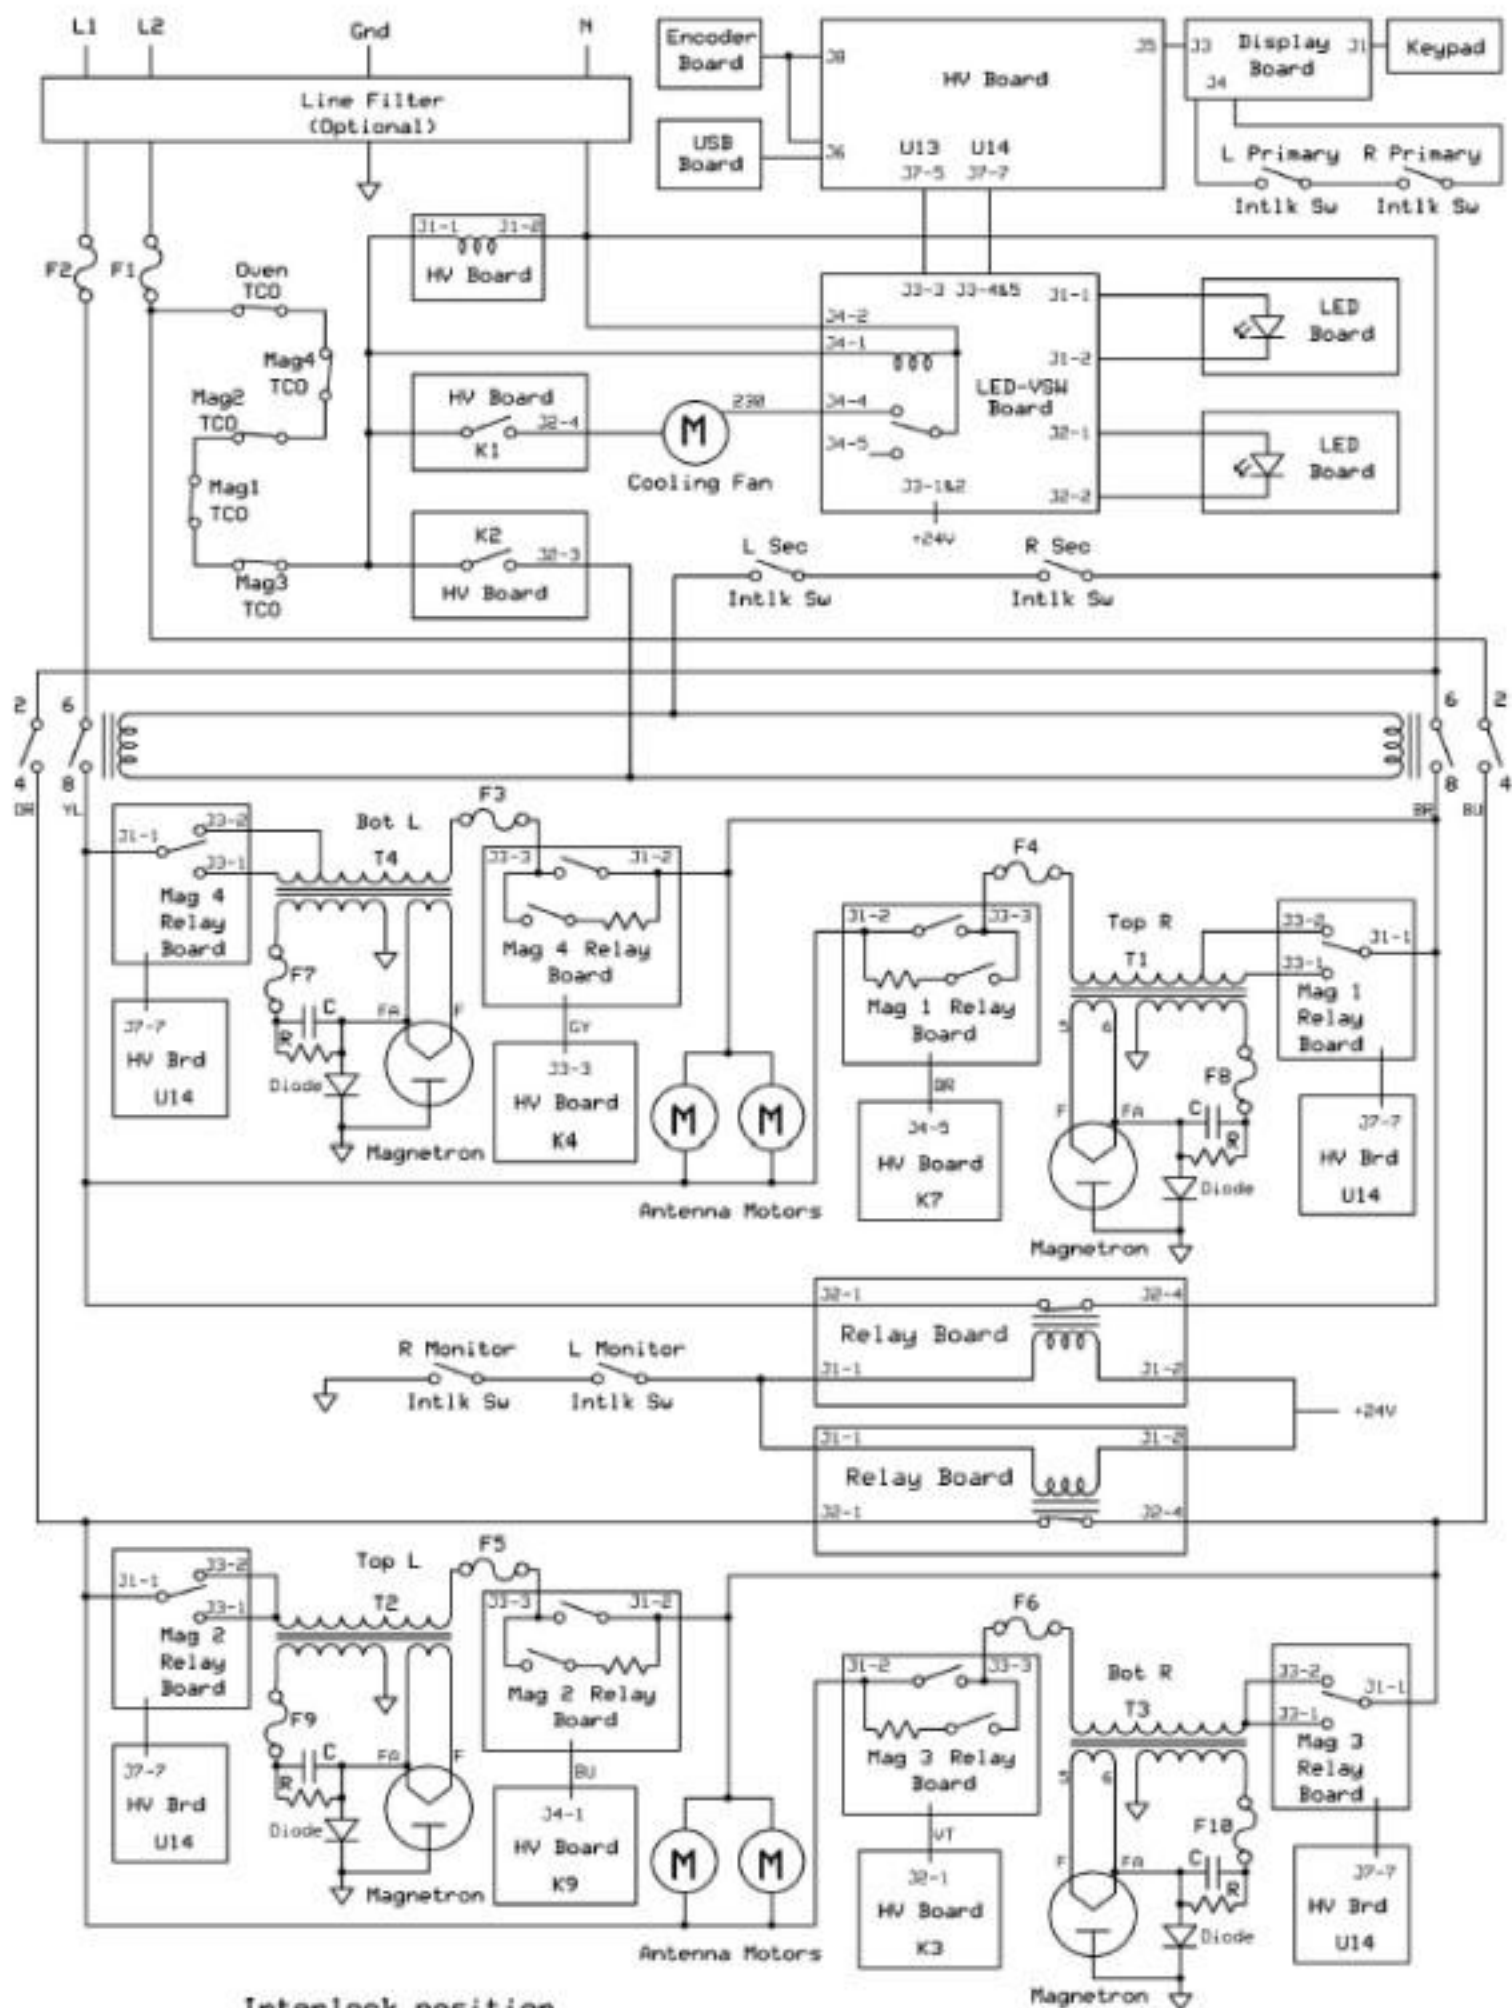 L1 L2 Gnd N
Line Filter
(Optional)
Encoder
Board
USB
Board
J8
J6
HV Board
J5
U13 U14
J7-5 J7-7
J3
Display
Board
J1
J4
Keypad
L Primary R Primary
Intlk Sw Intlk Sw
F2 F1
Oven
TCO
Mag4
TCO
Mag2
TCO
Mag1
TCO
Mag3
TCO
J1-1 J1-2
HV Board
HV Board
J2-4
K1
K2
J2-3
HV Board
M
Cooling Fan
230
J3-3 J3-4&5
J1-1
J4-2
J4-1
J1-2
LED-VSW
Board
J4-4
J2-1
J4-5
J3-1&2
J2-2
+24V
LED
Board
LED
Board
L Sec
Intlk Sw
R Sec
Intlk Sw
2 6
4 8
OR YL
6 2
8 4
BR BU
J3-2
J1-1
J3-1
Mag 4
Relay
Board
J7-7
HV Brd
U14
Bot L
T4
F3
F7
C
R
FA F
Diode
Magnetron
J3-3 J1-2
Mag 4 Relay
Board
GY
J3-3
HV Board
K4
M M
Antenna Motors
F4
J1-2 J3-3
Mag 1 Relay
Board
OR
J4-5
HV Board
K7
Top R
T1
5 6
F8
F FA
C
R
Diode
Magnetron
J3-2
J1-1
J3-1
Mag 1
Relay
Board
J7-7
HV Brd
U14
J2-1 J2-4
Relay Board
J1-1 J1-2
R Monitor L Monitor
Intlk Sw Intlk Sw
+24V
J1-1 J1-2
Relay Board
J2-1 J2-4
J3-2
J1-1
J3-1
Mag 2
Relay
Board
J7-7
HV Brd
U14
Top L
T2
F5
F9
C
R
FA F
Diode
Magnetron
J3-3 J1-2
Mag 2 Relay
Board
BU
J4-1
HV Board
K9
M M
Antenna Motors
F6
J1-2 J3-3
Mag 3 Relay
Board
VT
J2-1
HV Board
K3
Bot R
T3
5 6
F10
F FA
C
R
Diode
Magnetron
J3-2
J1-1
J3-1
Mag 3
Relay
Board
J7-7
HV Brd
U14
Interlock position